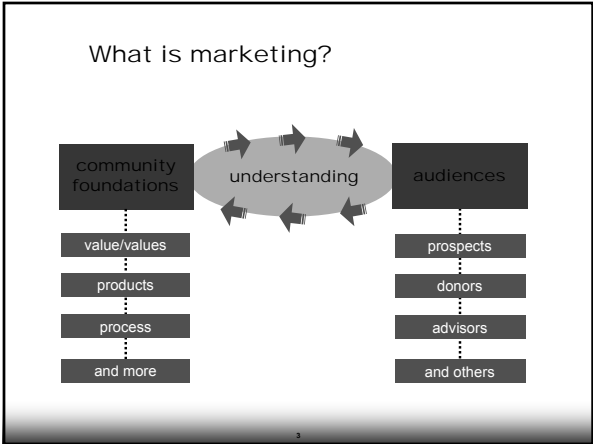 What is marketing?
community
foundations
understanding
audiences
value/values
products
process
and more
prospects
donors
advisors
and others
3